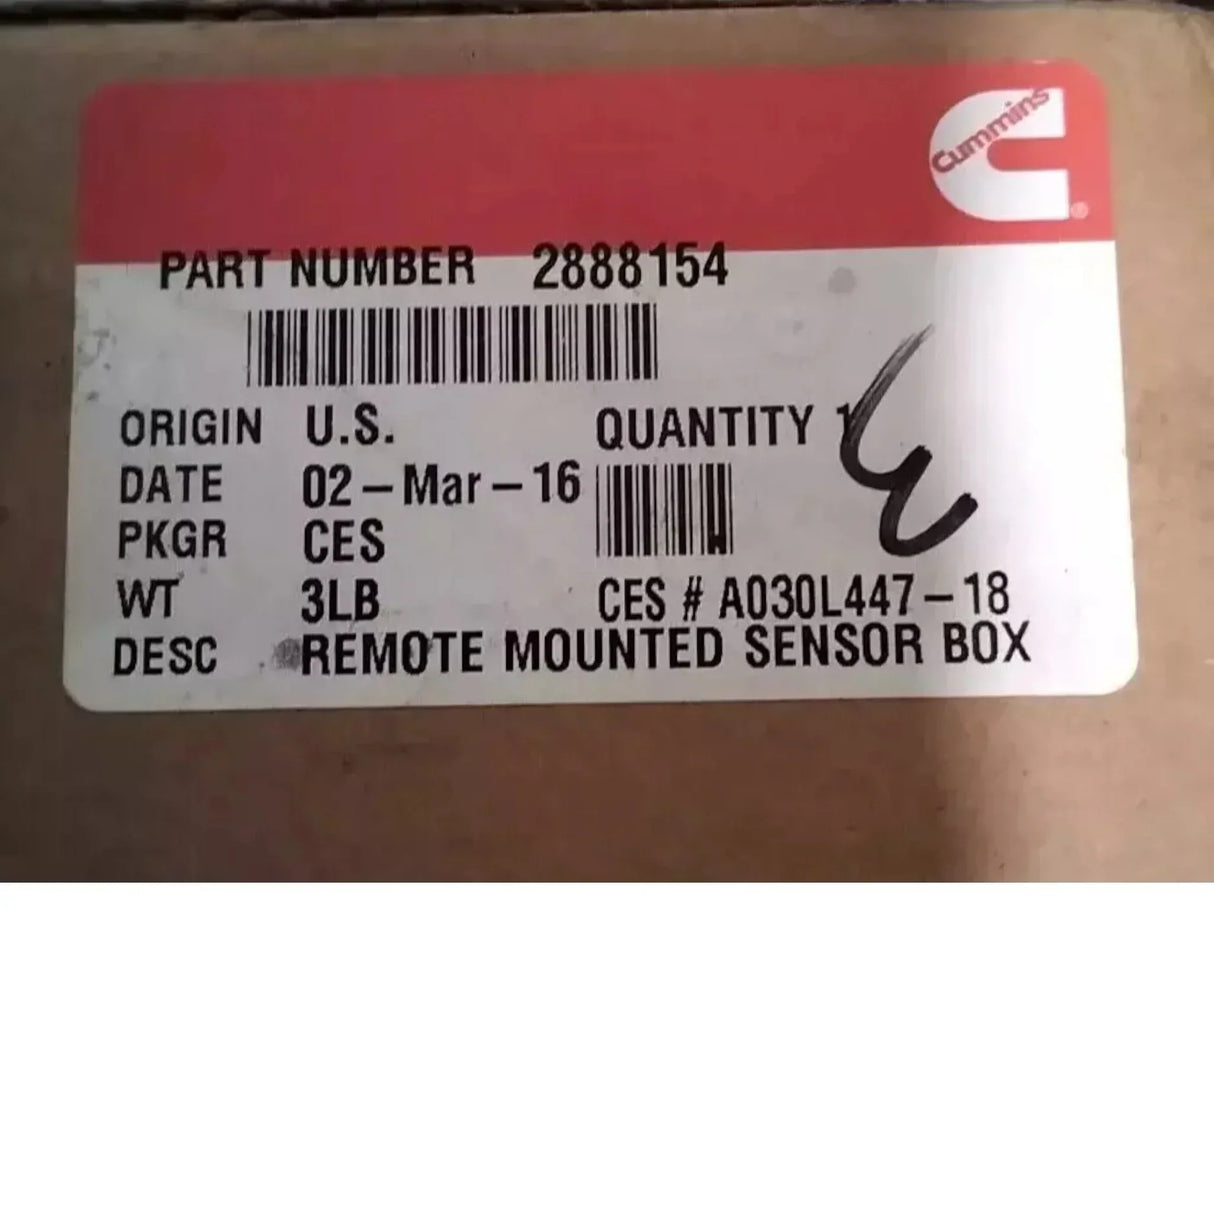 Cummins
®
PART NUMBER 2888154
ORIGIN U.S. QUANTITY 1
DATE 02-Mar-16
PKGR CES
WT 3LB CES # A030L447-18
DESC REMOTE MOUNTED SENSOR BOX